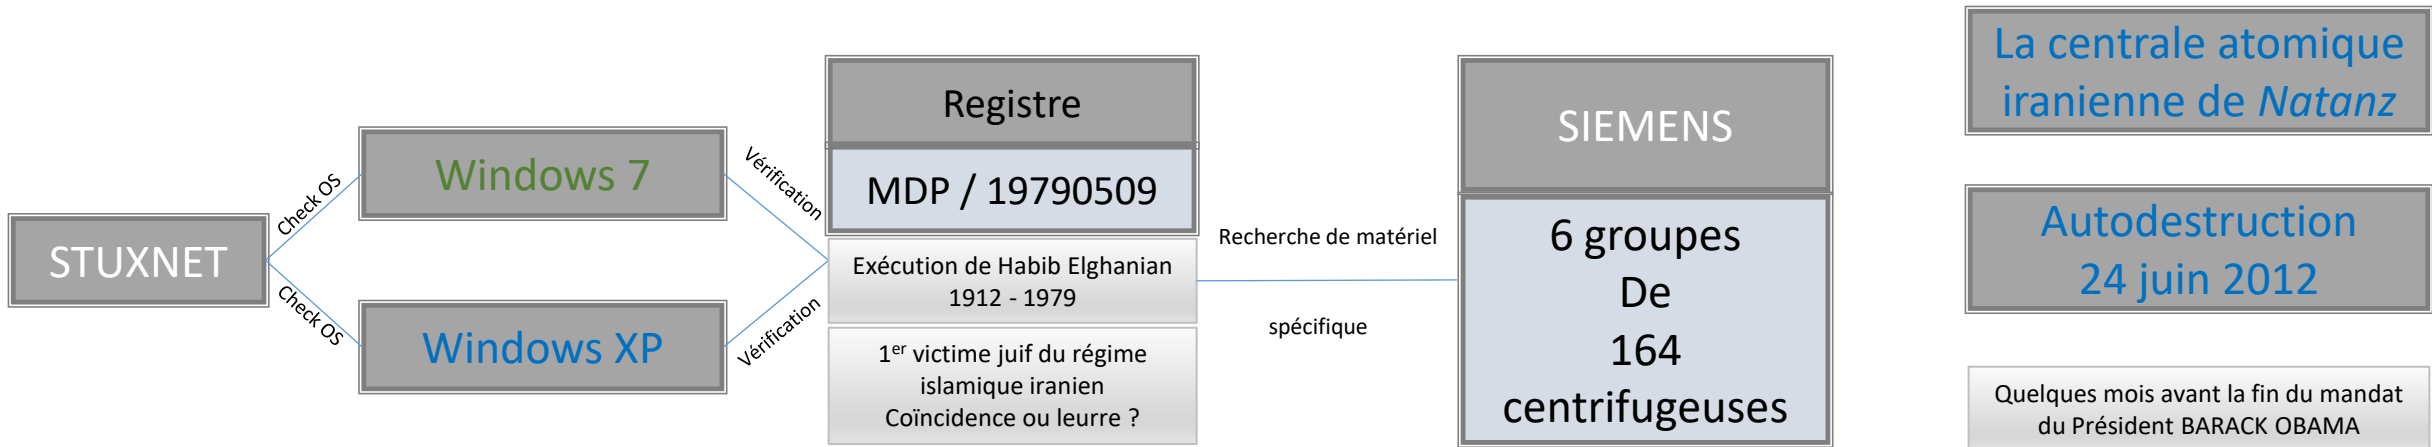 STUXNET
Check OS
Check OS
Windows 7
Windows XP
Vérification
Vérification
Registre
MDP / 19790509
Exécution de Habib Elghanian
1912 - 1979
1er victime juif du régime
islamique iranien
Coïncidence ou leurre ?
Recherche de matériel
spécifique
SIEMENS
6 groupes
De
164
centrifugeuses
La centrale atomique
iranienne de Natanz
Autodestruction
24 juin 2012
Quelques mois avant la fin du mandat
du Président BARACK OBAMA